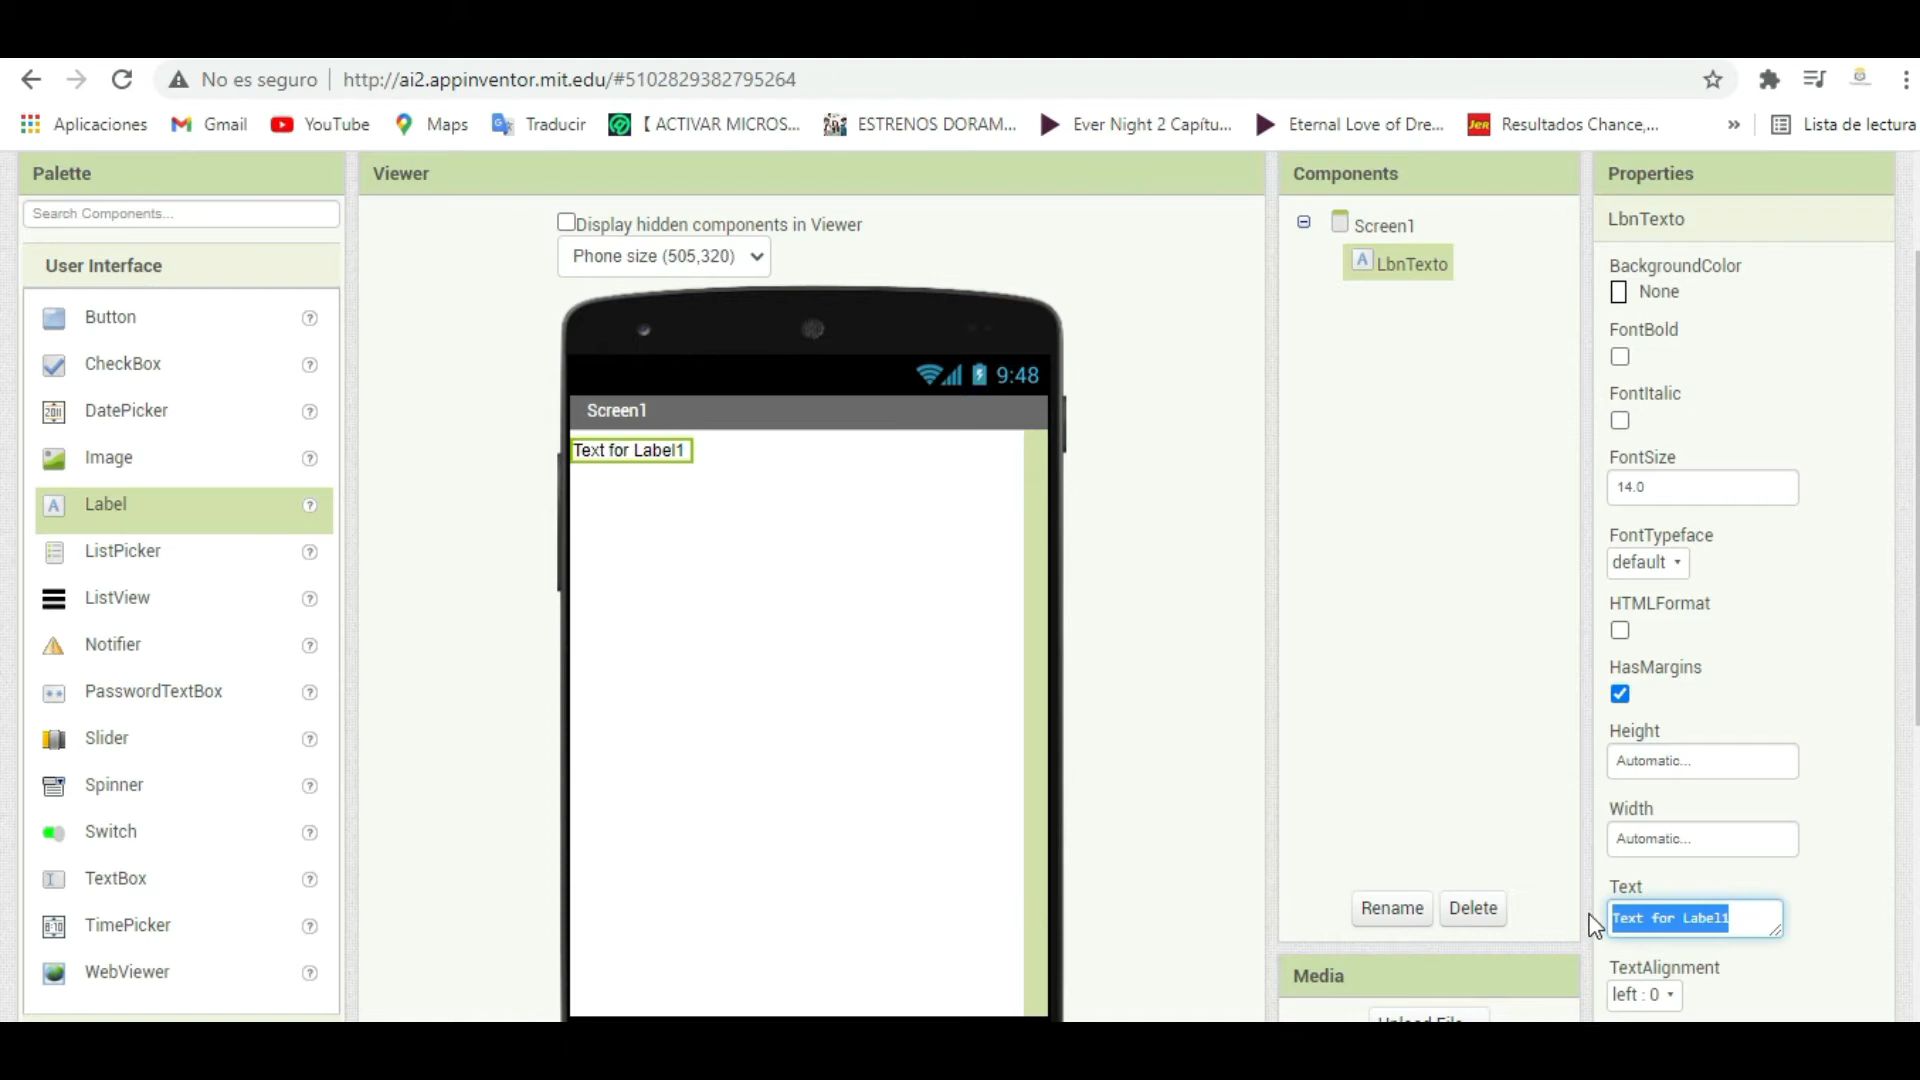 No es seguro http://ai2.appinventor.mit.edu/#5102829382795264
Aplicaciones Gmail YouTube Maps Traducir 【 ACTIVAR MICROS... ESTRENOS DORAM... Ever Night 2 Capítu... Eternal Love of Dre... Resultados Chance,... » Lista de lectura
Palette
Search Components...
User Interface
Button ?
CheckBox ?
DatePicker ?
Image ?
Label ?
ListPicker ?
ListView ?
Notifier ?
PasswordTextBox ?
Slider ?
Spinner ?
Switch ?
TextBox ?
TimePicker ?
WebViewer ?
Viewer
Display hidden components in Viewer
Phone size (505,320)
9:48
Screen1
Text for Label1
Components
Screen1
LbnTexto
Rename Delete
Media
Upload File...
Properties
LbnTexto
BackgroundColor
None
FontBold
FontItalic
FontSize
14.0
FontTypeface
default
HTMLFormat
HasMargins
Height
Automatic...
Width
Automatic...
Text
Text for Label1
TextAlignment
left : 0